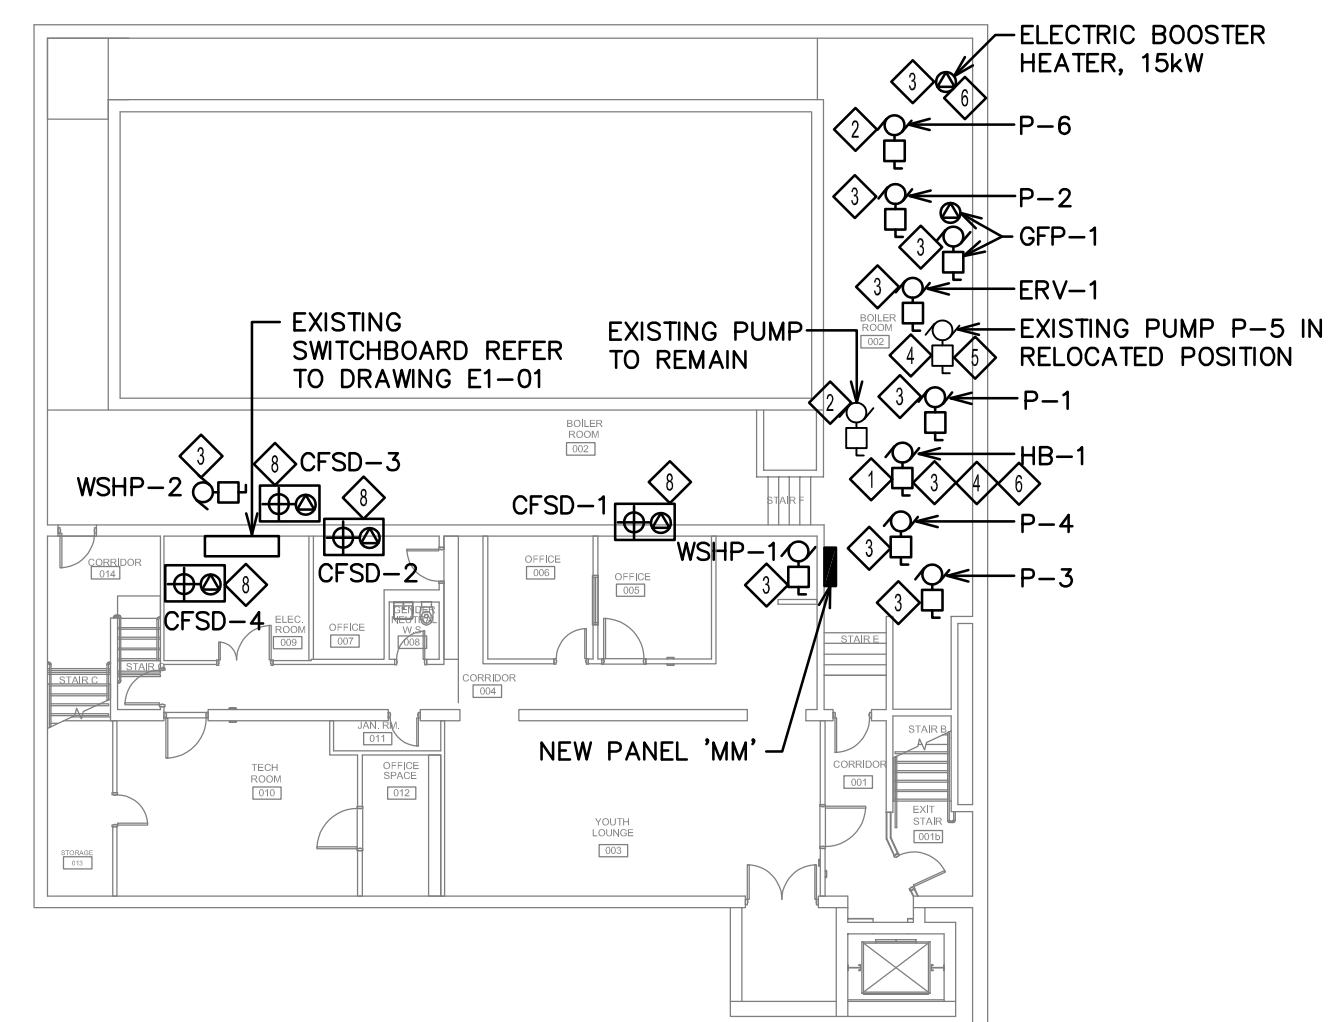 ELECTRIC BOOSTER
HEATER, 15kW
3
6
P-6
2
P-2
3
GFP-1
3
ERV-1
3
BOILER
ROOM
002
EXISTING PUMP P-5 IN
RELOCATED POSITION
4
5
EXISTING
SWITCHBOARD REFER
TO DRAWING E1-01
EXISTING PUMP
TO REMAIN
2
P-1
3
BOILER
ROOM
002
HB-1
1
3
4
6
3
WSHP-2
8
CFSD-3
8
CFSD-1
8
STAIR F
P-4
3
WSHP-1
3
P-3
3
CORRIDOR
014
CFSD-2
CFSD-4
8
OFFICE
006
OFFICE
005
ELEC.
ROOM
009
OFFICE
007
GENDER
NEUTRAL
W.S.
008
STAIR E
STAIR C
STAIR G
CORRIDOR
004
JAN. RM.
011
NEW PANEL 'MM'
STAIR B
CORRIDOR
001
TECH
ROOM
010
OFFICE
SPACE
012
EXIT
STAIR
001b
YOUTH
LOUNGE
003
STORAGE
013